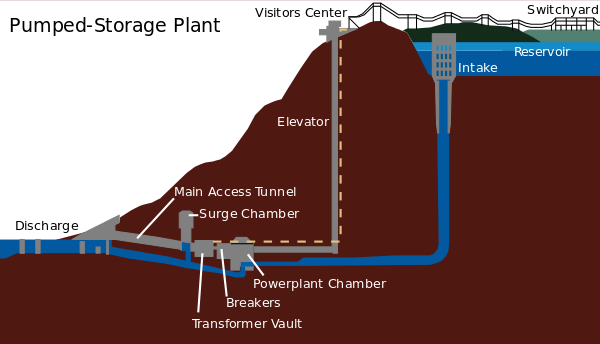 Pumped-Storage Plant
Visitors Center
Switchyard
Reservoir
Intake
Elevator
Main Access Tunnel
Surge Chamber
Discharge
Powerplant Chamber
Breakers
Transformer Vault